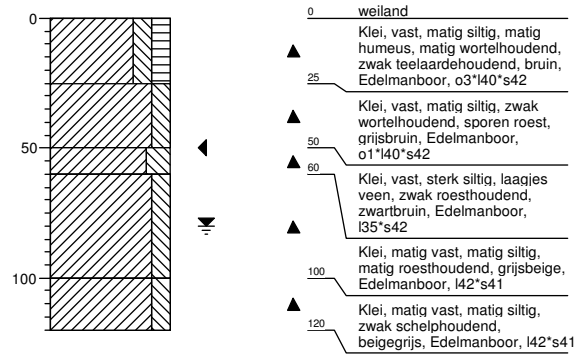 0
50
100
0 weiland
Klei, vast, matig siltig, matig
humeus, matig wortelhoudend,
zwak teelaardehoudend, bruin,
Edelmanboor, o3*l40*s42
25
Klei, vast, matig siltig, zwak
wortelhoudend, sporen roest,
grijsbruin, Edelmanboor,
o1*l40*s42
50
60
Klei, vast, sterk siltig, laagjes
veen, zwak roesthoudend,
zwartbruin, Edelmanboor,
l35*s42
Klei, matig vast, matig siltig,
matig roesthoudend, grijsbeige,
Edelmanboor, l42*s41
100
Klei, matig vast, matig siltig,
zwak schelphoudend,
beigegrijs, Edelmanboor, l42*s41
120